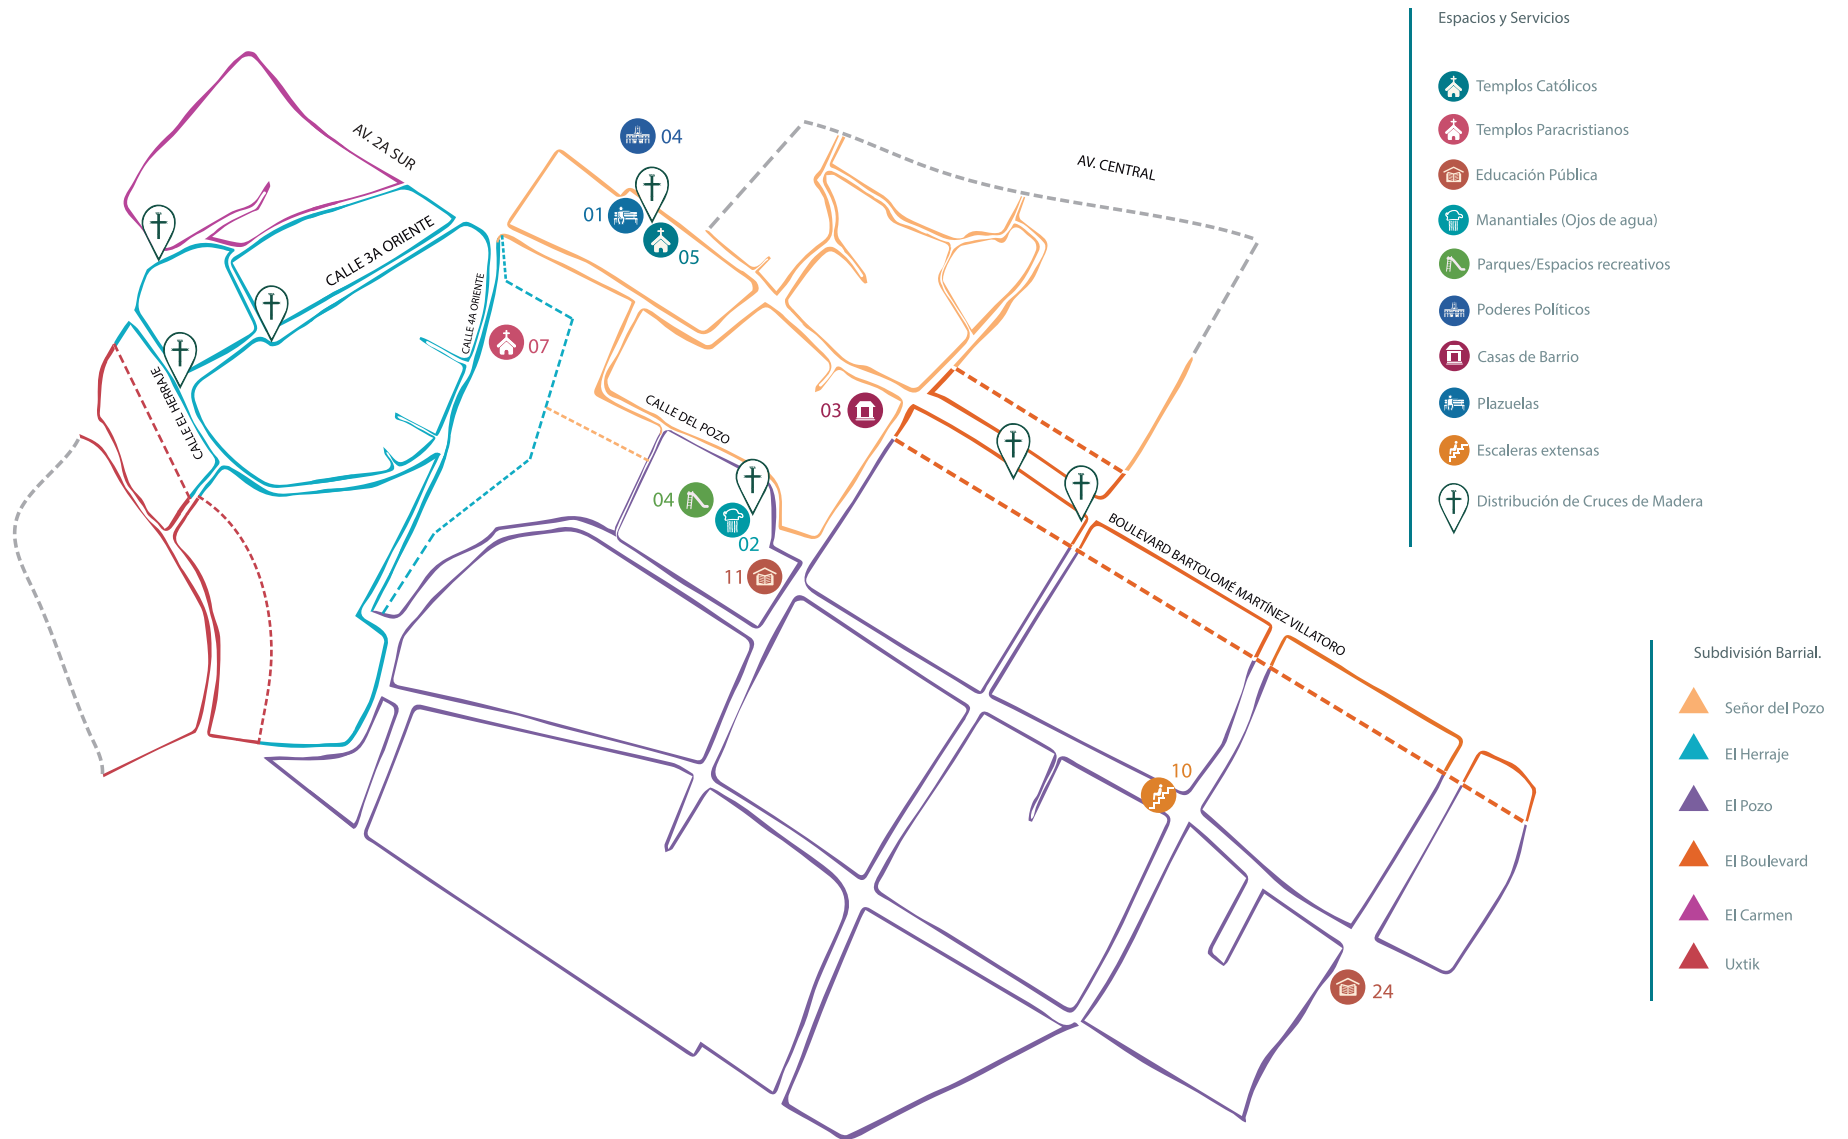 Espacios y Servicios
Templos Católicos
Templos Paracristianos
Educación Pública
Manantiales (Ojos de agua)
Parques/Espacios recreativos
Poderes Políticos
Casas de Barrio
Plazuelas
Escaleras extensas
Distribución de Cruces de Madera
AV. 2A SUR
04
AV. CENTRAL
01
05
CALLE 3A ORIENTE
CALLE 4A ORIENTE
07
CALLE EL HERRAJE
CALLE DEL POZO
03
04
02
11
BOULEVARD BARTOLOMÉ MARTÍNEZ VILLATORO
10
24
Subdivisión Barrial.
Señor del Pozo
El Herraje
El Pozo
El Boulevard
El Carmen
Uxtik